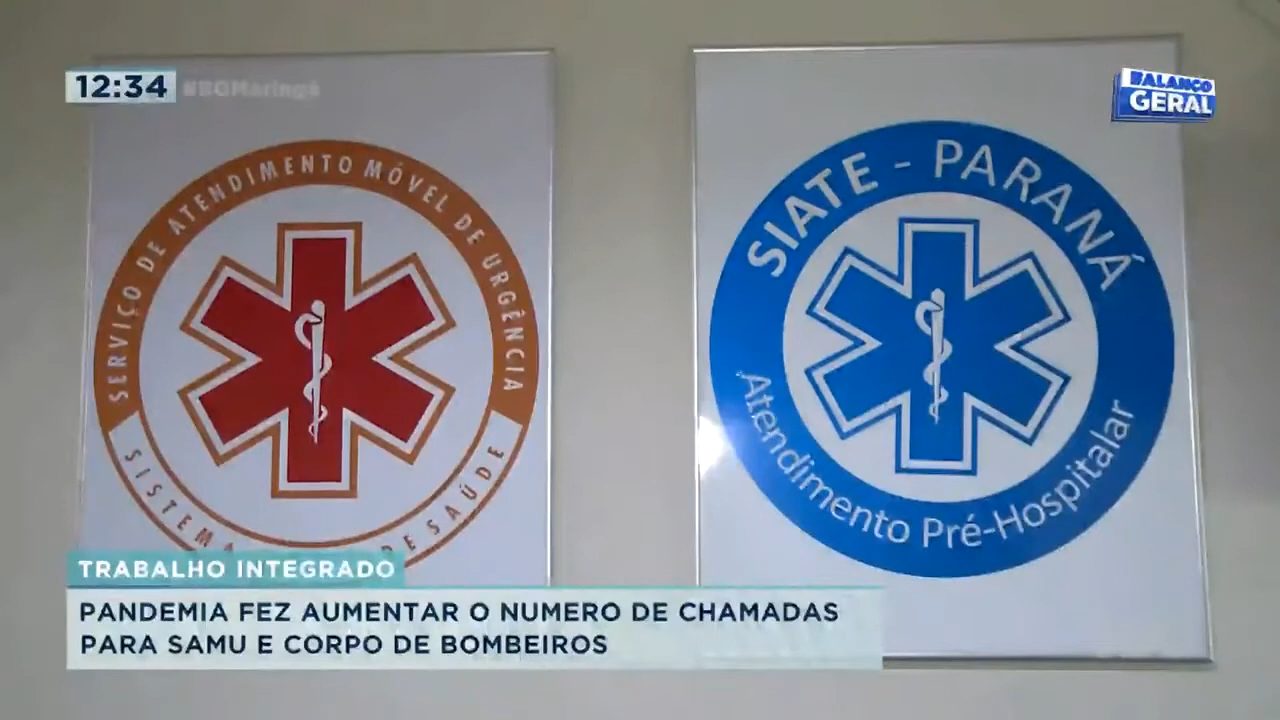 12:34
#BGMaringá
BALANÇO
GERAL
SERVIÇO DE ATENDIMENTO MÓVEL DE URGÊNCIA
SISTEMA DE SAÚDE
SIATE - PARANÁ
Atendimento Pré-Hospitalar
TRABALHO INTEGRADO
PANDEMIA FEZ AUMENTAR O NUMERO DE CHAMADAS
PARA SAMU E CORPO DE BOMBEIROS